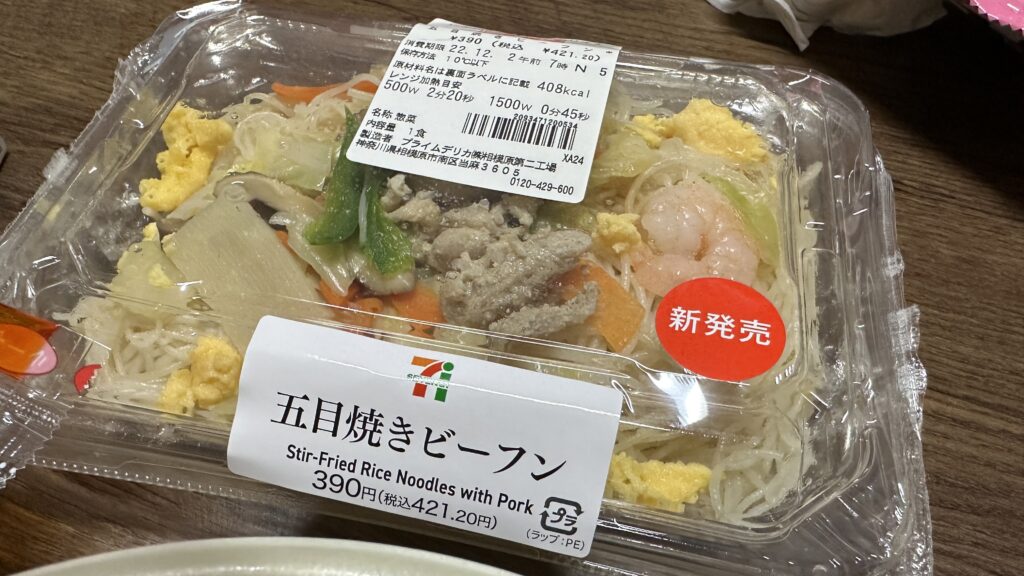 ¥390 (税込 ¥421.20)
消費期限 22.12. 2午前 7時 N 5
保存方法 10℃以下
原材料名は裏面ラベルに記載 408kcal
レンジ加熱目安
500W 2分20秒 1500W 0分45秒
名称 惣菜
内容量 1食
製造者 プライムデリカ㈱相模原第二工場
神奈川県相模原市南区当麻3605
XA24
0120-429-600
新発売
五目焼きビーフン
Stir-Fried Rice Noodles with Pork
390円(税込421.20円)
プラ
(ラップ:PE)